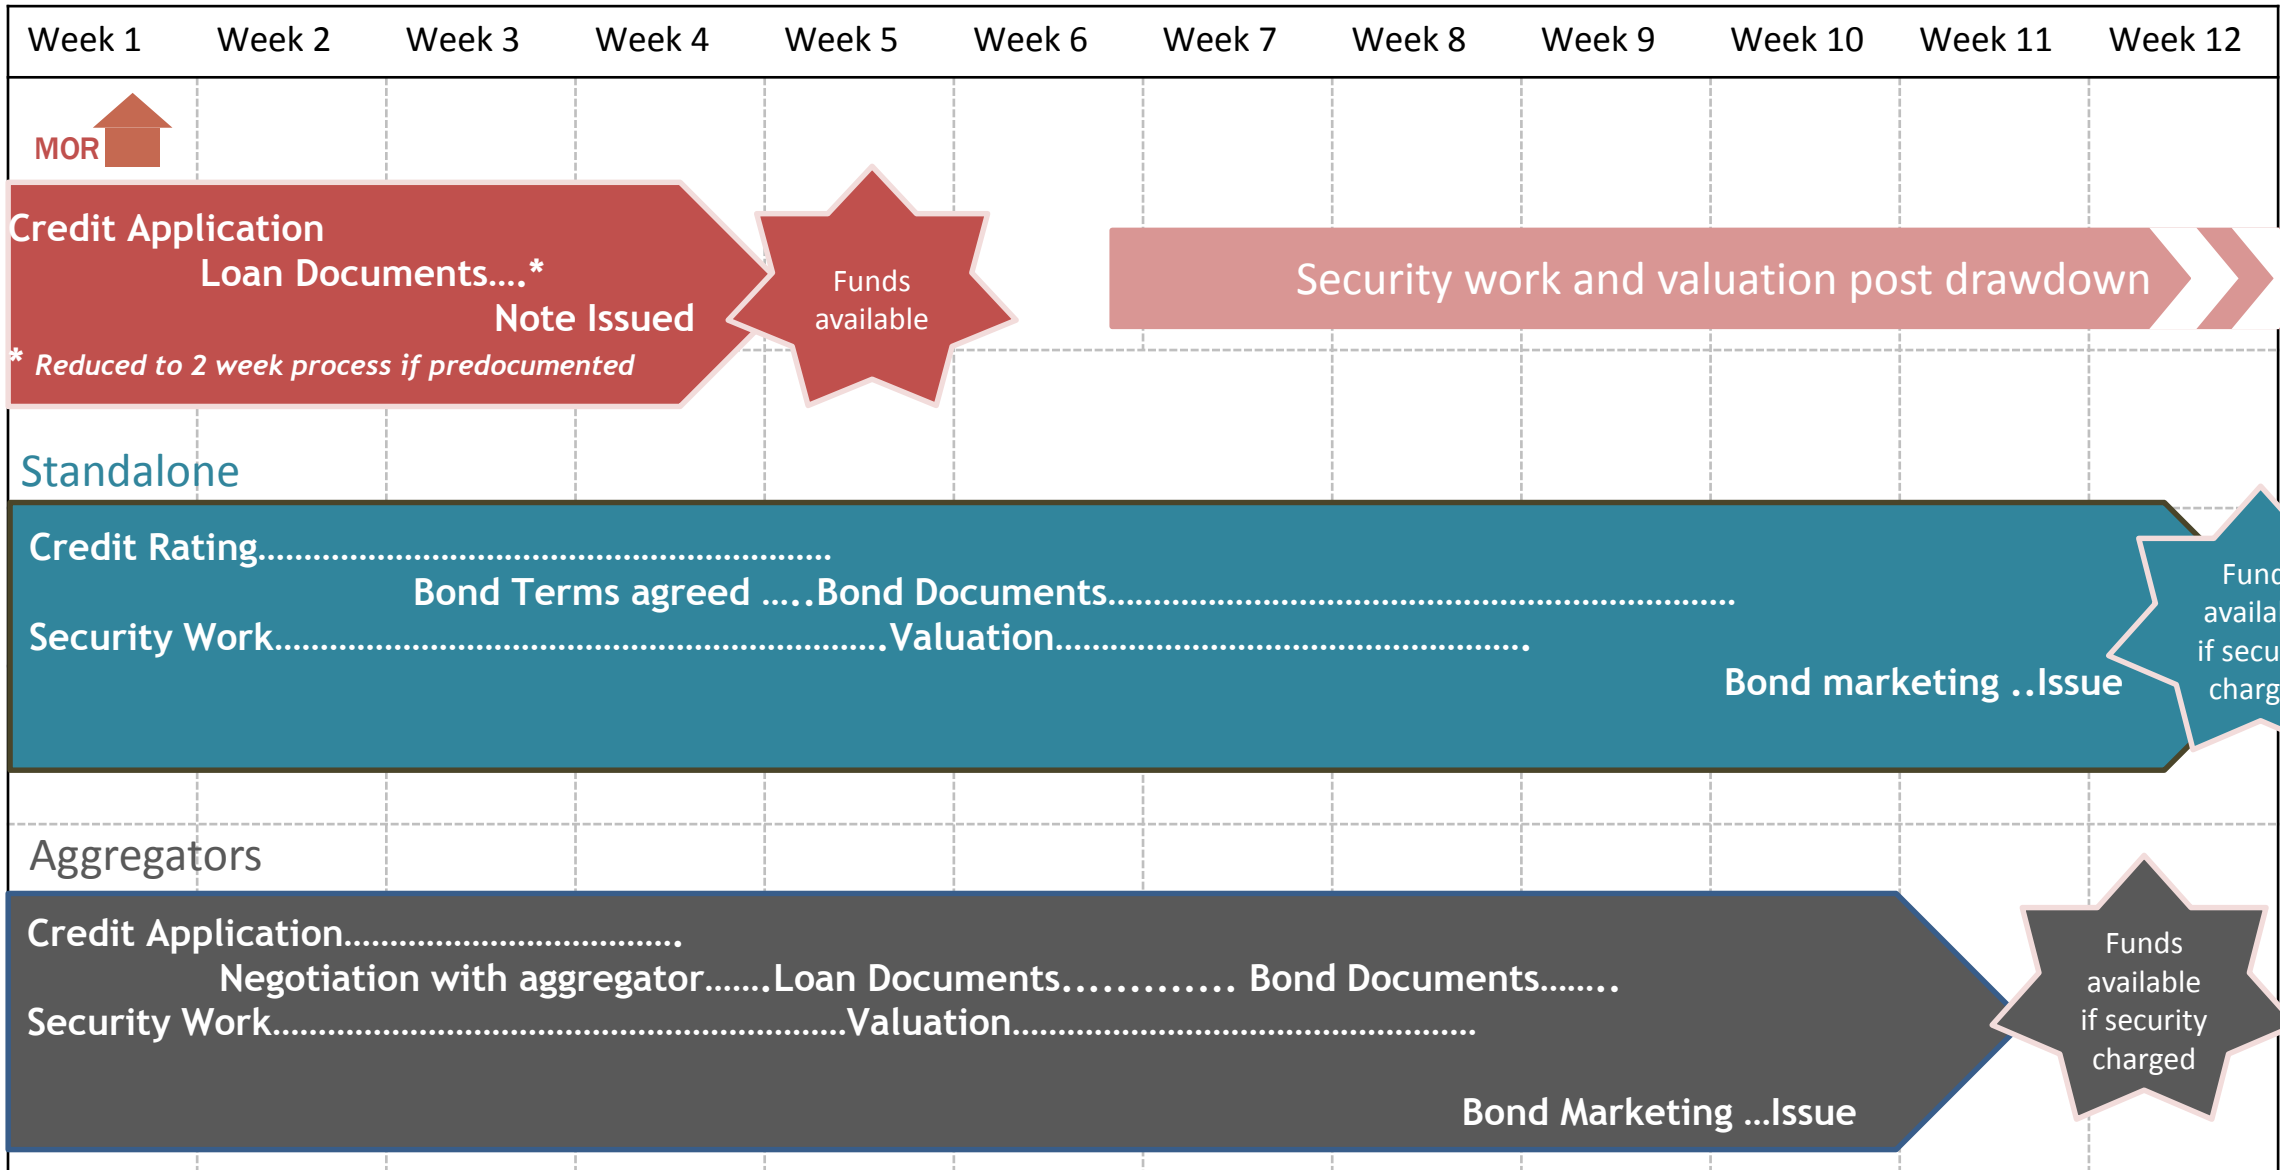 Week 1 Week 2 Week 3 Week 4 Week 5 Week 6 Week 7 Week 8 Week 9 Week 10 Week 11 Week 12
MOR
Credit Application
Loan Documents....*
Note Issued
* Reduced to 2 week process if predocumented
Funds
available
Security work and valuation post drawdown
Standalone
Credit Rating...............................................................
Bond Terms agreed .....Bond Documents.....................................................................
Security Work...................................................................Valuation....................................................
Bond marketing ..Issue
if
Aggregators
Credit Application.....................................
Negotiation with aggregator.......Loan Documents............. Bond Documents........
Security Work...............................................................Valuation...................................................
Bond Marketing ...Issue
Funds
available
if security
charged